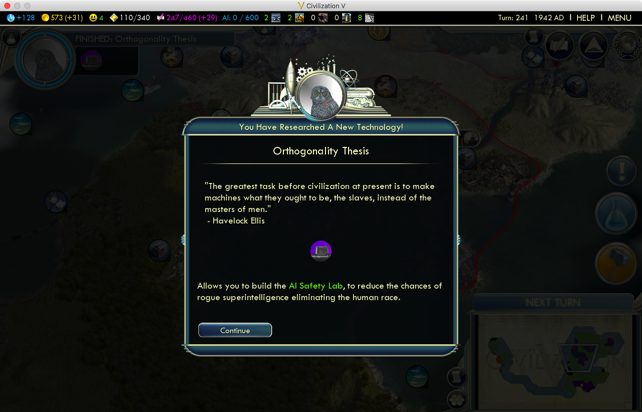 Civilization V
+128 573 (+31) 4 110/340 247/460 (+29) AI: 0 / 600 2 2 0 0 8 Turn: 241 1942 AD HELP MENU
FINISHED: Orthogonality Thesis
You Have Researched A New Technology!
Orthogonality Thesis
"The greatest task before civilization at present is to make
machines what they ought to be, the slaves, instead of the
masters of men."
- Havelock Ellis
Allows you to build the AI Safety Lab, to reduce the chances of
rogue superintelligence eliminating the human race.
Continue
NEXT TURN